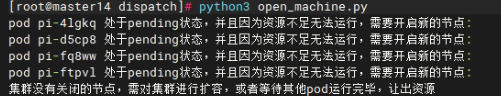 [root@master14 dispatch]# python3 open_machine.py
pod pi-4lgkq 处于pending状态，并且因为资源不足无法运行，需要开启新的节点：
pod pi-d5cp8 处于pending状态，并且因为资源不足无法运行，需要开启新的节点：
pod pi-fq8ww 处于pending状态，并且因为资源不足无法运行，需要开启新的节点：
pod pi-ftpvl 处于pending状态，并且因为资源不足无法运行，需要开启新的节点：
集群没有关闭的节点，需对集群进行扩容，或者等待其他pod运行完毕，让出资源